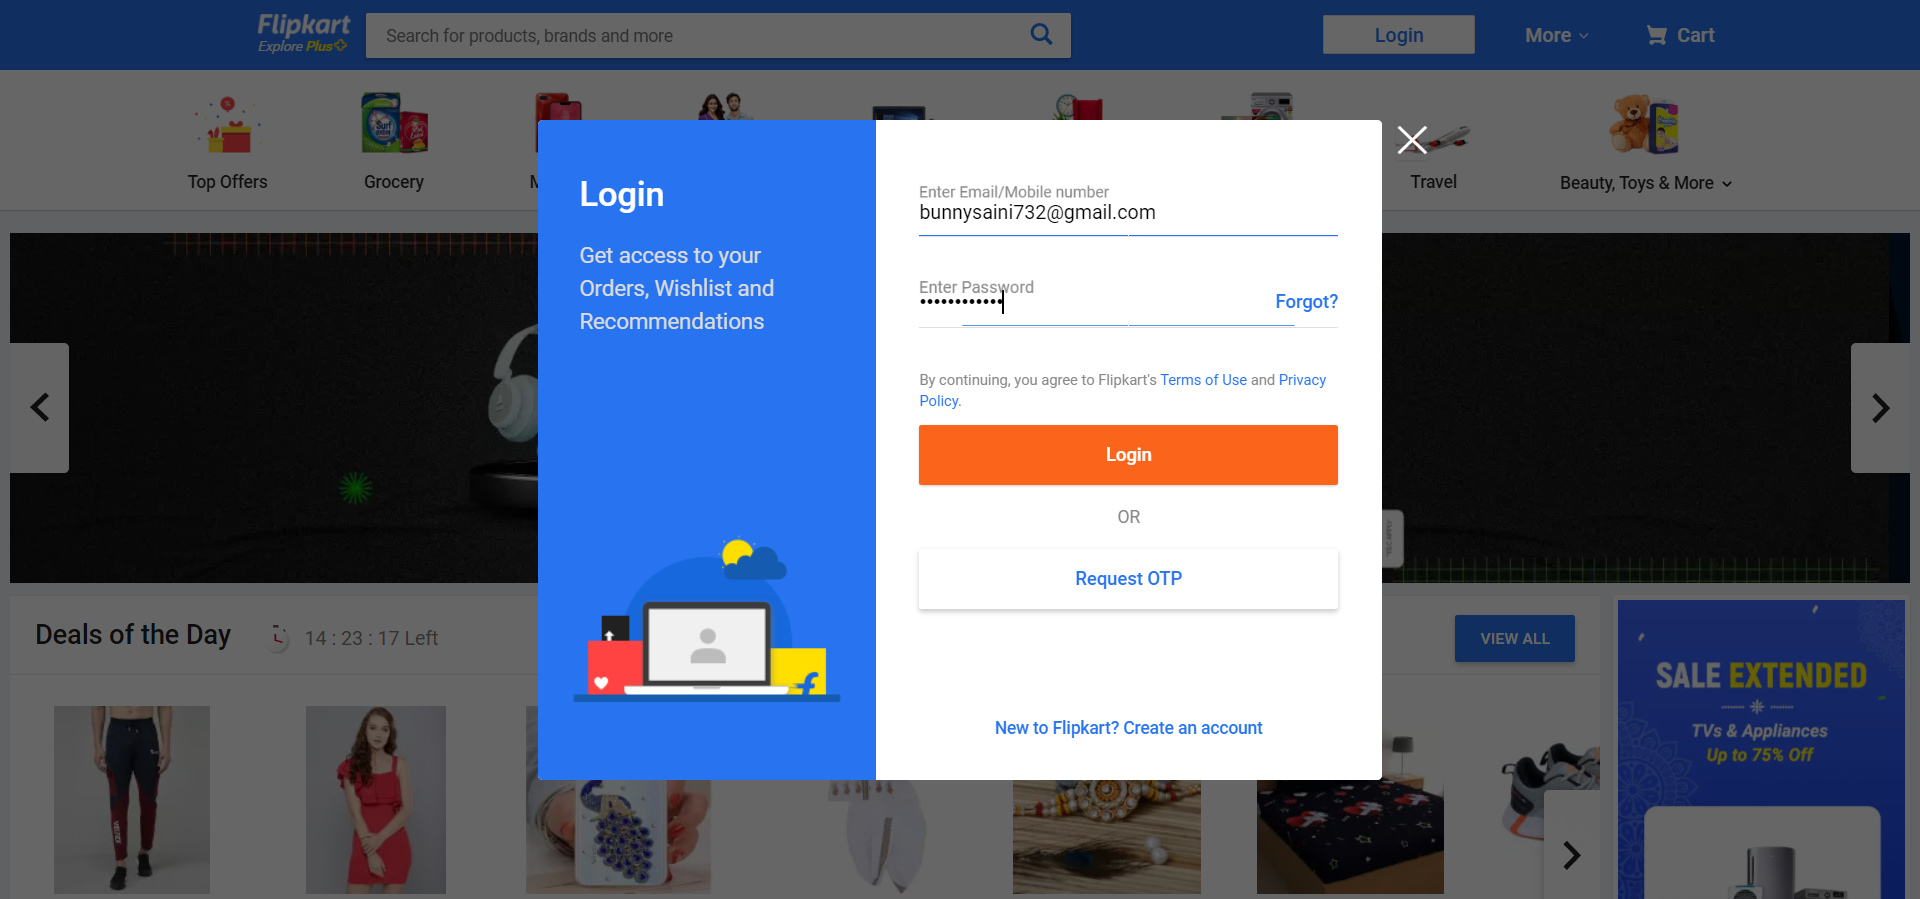 Flipkart
Explore Plus
Search for products, brands and more
Login
More
Cart
Top Offers
Grocery
M
Travel
Beauty, Toys & More
Login
Get access to your
Orders, Wishlist and
Recommendations
Enter Email/Mobile number
bunnysaini732@gmail.com
Enter Password
••••••••••••
Forgot?
By continuing, you agree to Flipkart's Terms of Use and Privacy
Policy.
Login
OR
Request OTP
New to Flipkart? Create an account
Deals of the Day
14 : 23 : 17 Left
VIEW ALL
SALE EXTENDED
TVs & Appliances
Up to 75% Off